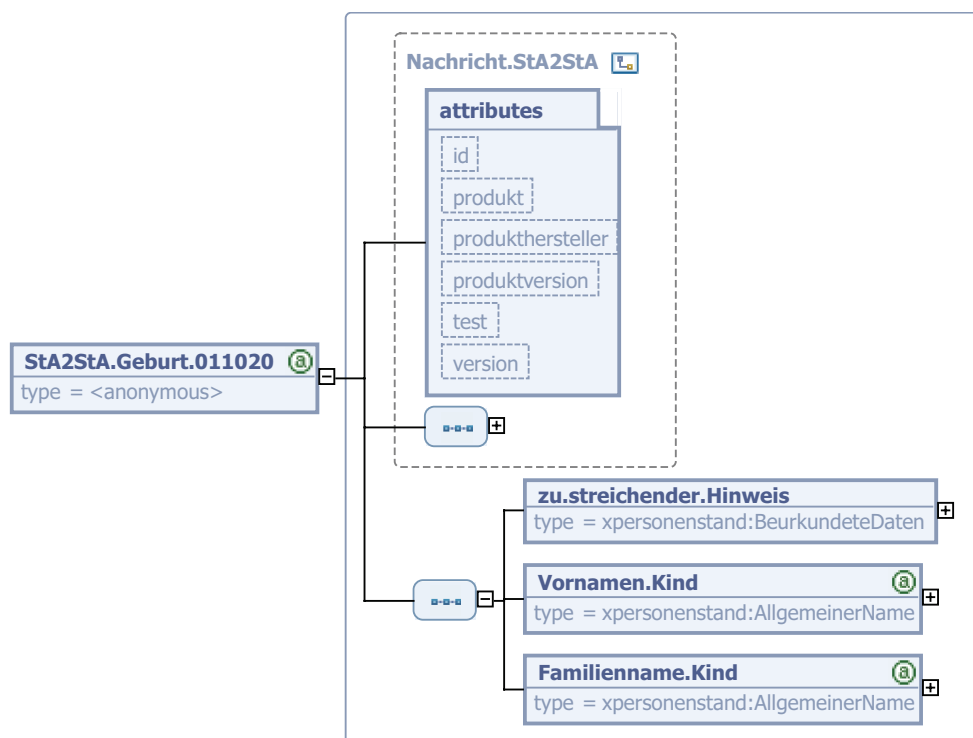 Nachricht.StA2StA
attributes
id
produkt
produkthersteller
produktversion
test
version
StA2StA.Geburt.011020 @
type = <anonymous>
zu.streichender.Hinweis
type = xpersonenstand:BeurkundeteDaten
Vornamen.Kind @
type = xpersonenstand:AllgemeinerName
Familienname.Kind @
type = xpersonenstand:AllgemeinerName